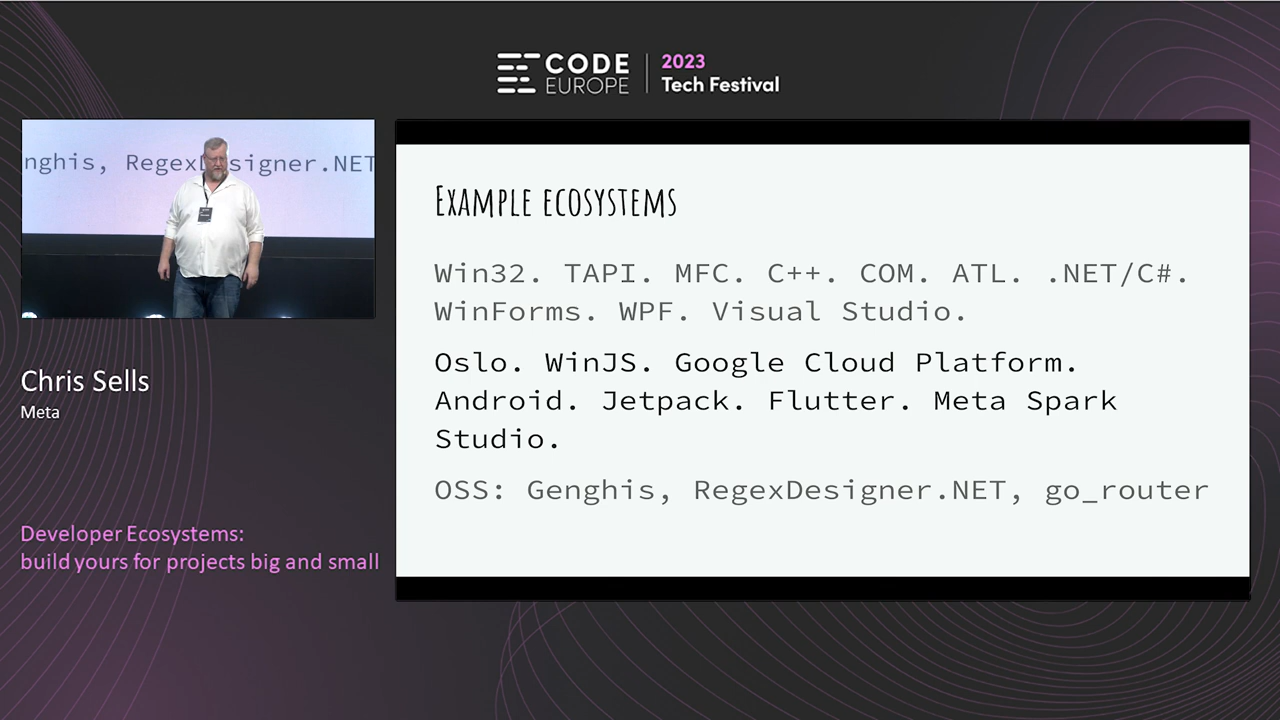 CODE
EUROPE
2023
Tech Festival
nghis, RegexDesigner.NET
Chris Sells
Meta
Developer Ecosystems:
build yours for projects big and small
Example ecosystems
Win32. TAPI. MFC. C++. COM. ATL. .NET/C#.
WinForms. WPF. Visual Studio.
Oslo. WinJS. Google Cloud Platform.
Android. Jetpack. Flutter. Meta Spark
Studio.
OSS: Genghis, RegexDesigner.NET, go_router